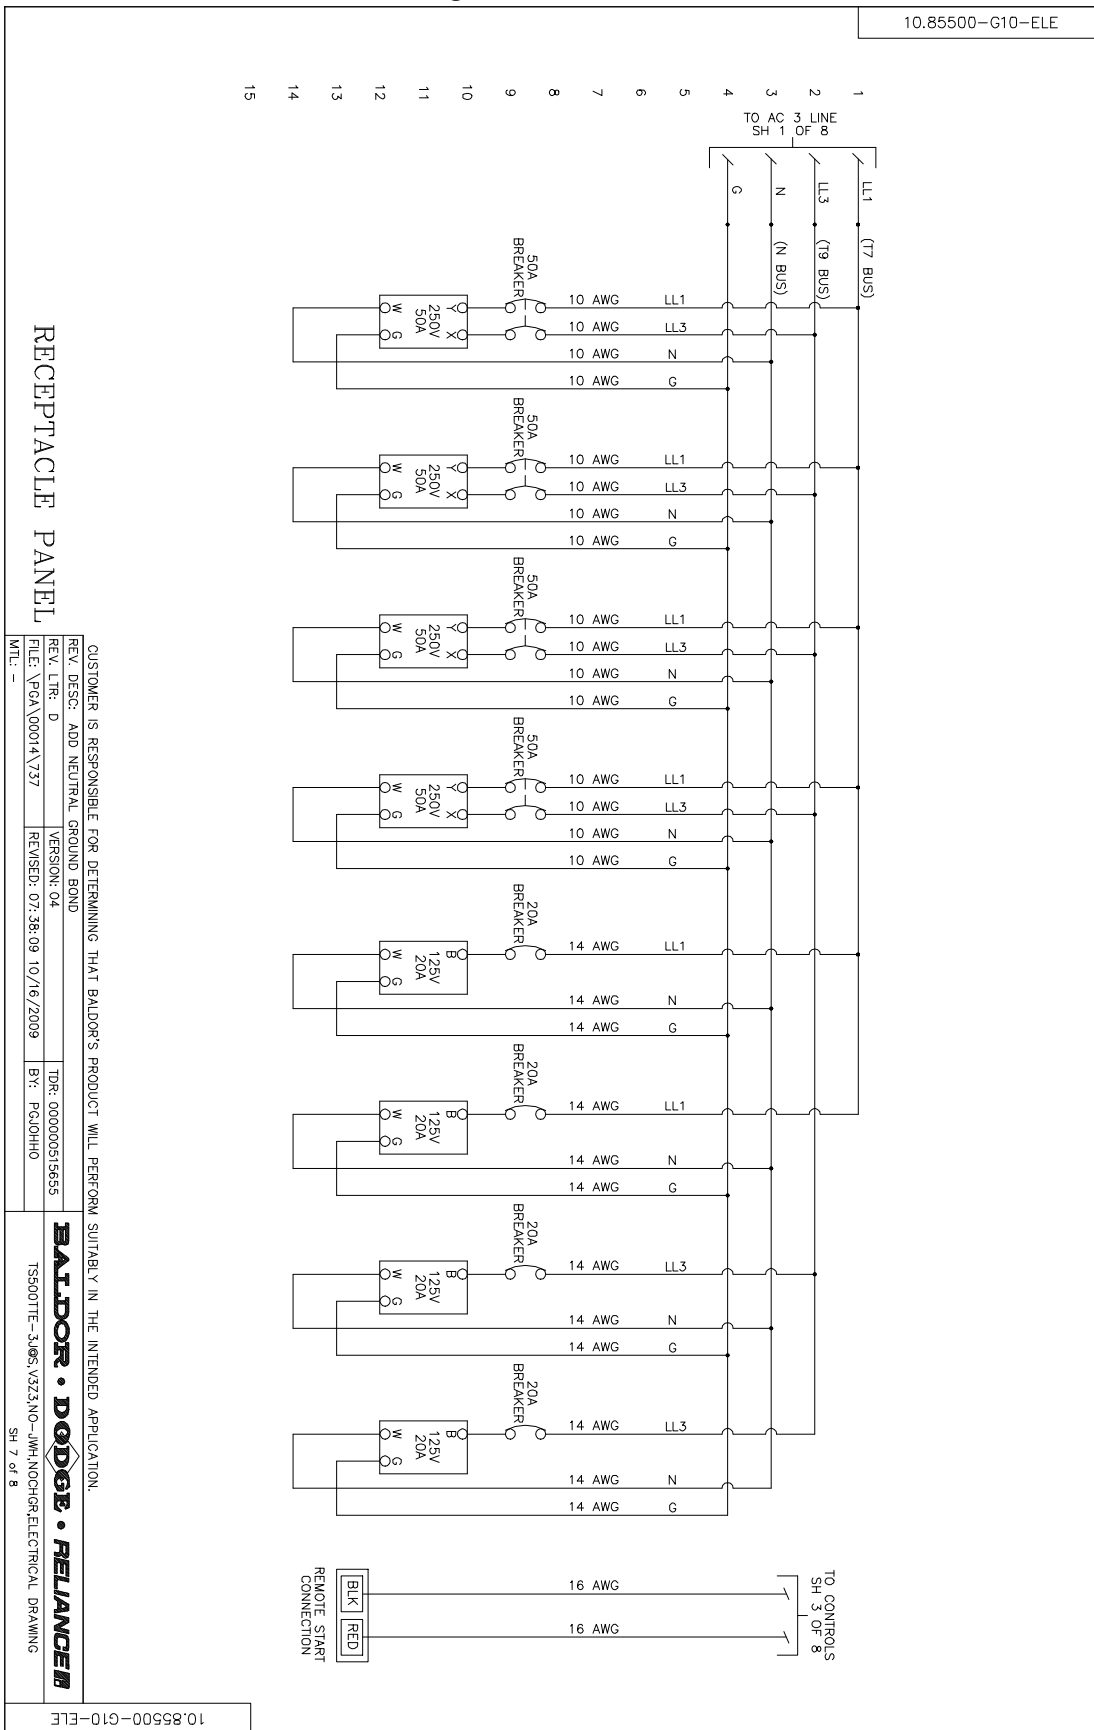 10.85500-G10-ELE
1
2
3
4
5
6
7
8
9
10
11
12
13
14
15
TO AC 3 LINE
SH 1 OF 8
LL1
LL3
N
G
(T7 BUS)
(T9 BUS)
(N BUS)
50A
BREAKER
LL1
10 AWG
LL3
10 AWG
N
10 AWG
G
10 AWG
Y
X
250V
50A
W
G
50A
BREAKER
LL1
10 AWG
LL3
10 AWG
N
10 AWG
G
10 AWG
Y
X
250V
50A
W
G
50A
BREAKER
LL1
10 AWG
LL3
10 AWG
N
10 AWG
G
10 AWG
Y
X
250V
50A
W
G
50A
BREAKER
LL1
10 AWG
LL3
10 AWG
N
10 AWG
G
10 AWG
Y
X
250V
50A
W
G
20A
BREAKER
LL1
14 AWG
N
14 AWG
G
14 AWG
B
125V
20A
W
G
20A
BREAKER
LL1
14 AWG
N
14 AWG
G
14 AWG
B
125V
20A
W
G
20A
BREAKER
LL3
14 AWG
N
14 AWG
G
14 AWG
B
125V
20A
W
G
20A
BREAKER
LL3
14 AWG
N
14 AWG
G
14 AWG
B
125V
20A
W
G
TO CONTROLS
SH 3 OF 8
16 AWG
16 AWG
BLK
RED
REMOTE START
CONNECTION
RECEPTACLE PANEL
CUSTOMER IS RESPONSIBLE FOR DETERMINING THAT BALDOR'S PRODUCT WILL PERFORM SUITABLY IN THE INTENDED APPLICATION.
REV. DESC: ADD NEUTRAL GROUND BOND
REV. LTR: D
VERSION: 04
TDR: 000000515655
FILE: \PGA\00014\737
REVISED: 07:38:09 10/16/2009
BY: PGJOHHO
MTL: -
BALDOR • DODGE • RELIANCE
TS500TTE-3J@S,V3Z3,NO-JWH,NOCHGR,ELECTRICAL DRAWING
SH 7 of 8
10.85500-G10-ELE